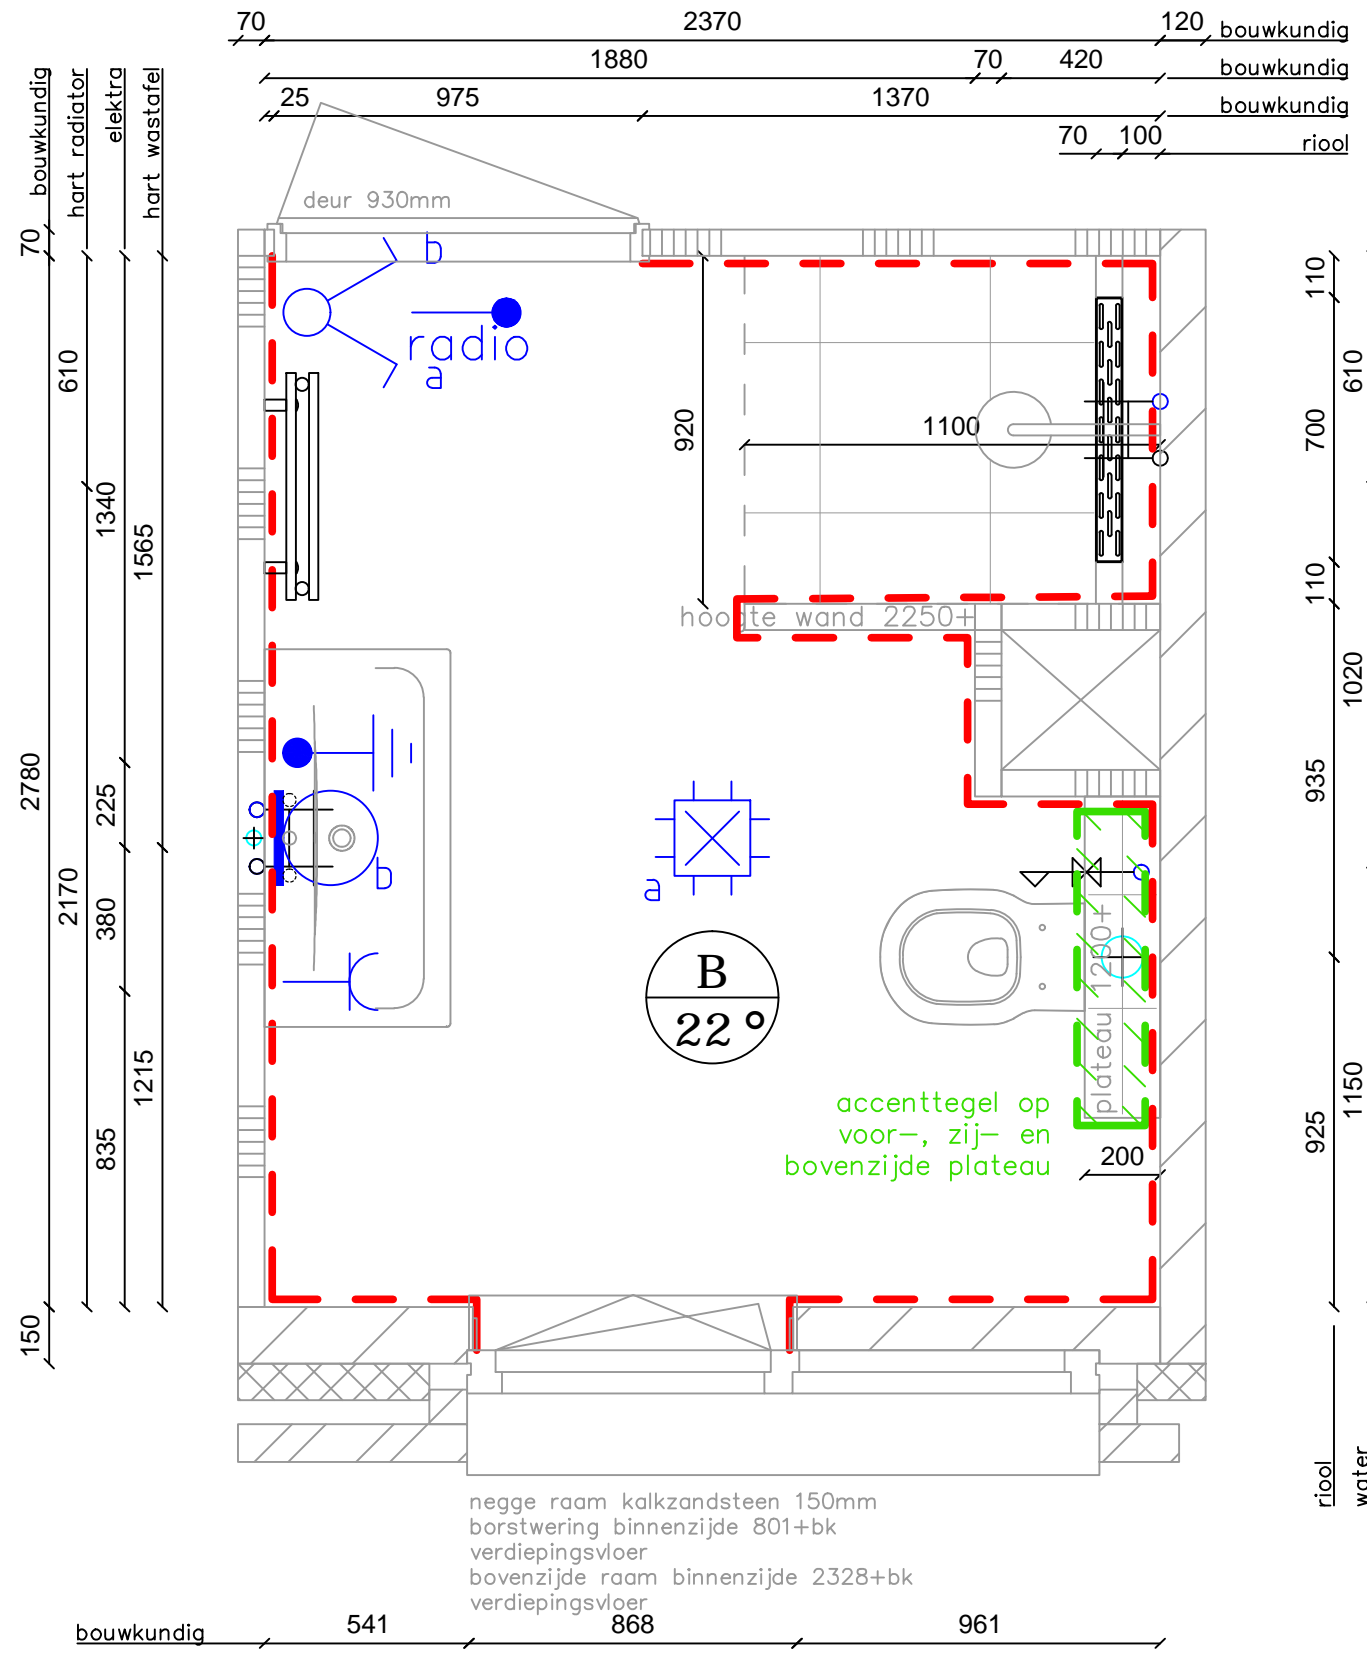 70 2370 120 bouwkundig
1880 70 420 bouwkundig
25 975 1370 bouwkundig
70 100 riool
bouwkundig
hart radiator
elektra
hart wastafel
deur 930mm
b
radio
a
70
2780
150
610
2170
1340
225
380
835
1565
1215
920
1100
hoogte wand 2250+
b
a
B
22°
plateau 1200+
accenttegel op
voor–, zij– en
bovenzijde plateau
200
110
700
110
935
925
610
1020
1150
riool
water
negge raam kalkzandsteen 150mm
borstwering binnenzijde 801+bk
verdiepingsvloer
bovenzijde raam binnenzijde 2328+bk
verdiepingsvloer
bouwkundig 541 868 961